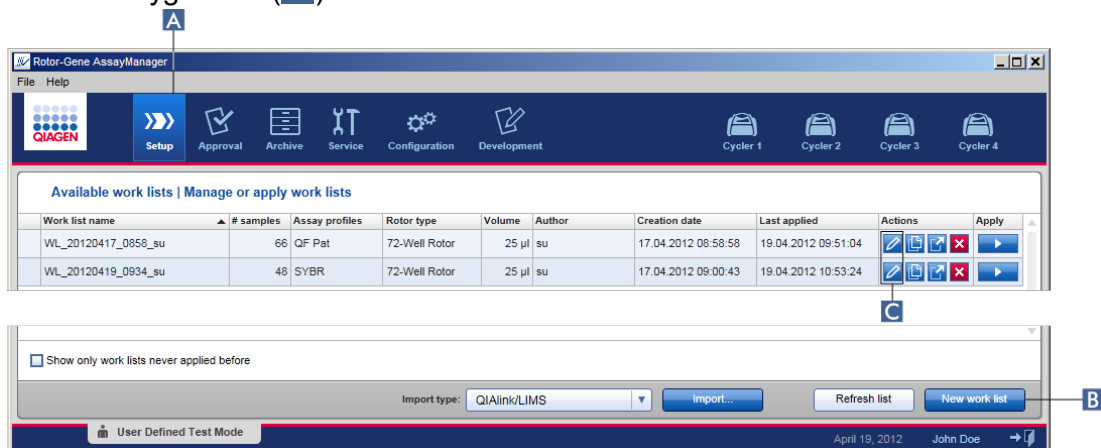 A
Rotor-Gene AssayManager
File Help
QIAGEN
Setup Approval Archive Service Configuration Development Cycler 1 Cycler 2 Cycler 3 Cycler 4
Available work lists | Manage or apply work lists
Work list name # samples Assay profiles Rotor type Volume Author Creation date Last applied Actions Apply
WL_20120417_0858_su 66 QF Pat 72-Well Rotor 25 µl su 17.04.2012 08:58:58 19.04.2012 09:51:04
WL_20120419_0934_su 48 SYBR 72-Well Rotor 25 µl su 17.04.2012 09:00:43 19.04.2012 10:53:24
C
Show only work lists never applied before
Import type: QIAlink/LIMS Import... Refresh list New work list B
User Defined Test Mode April 19, 2012 John Doe